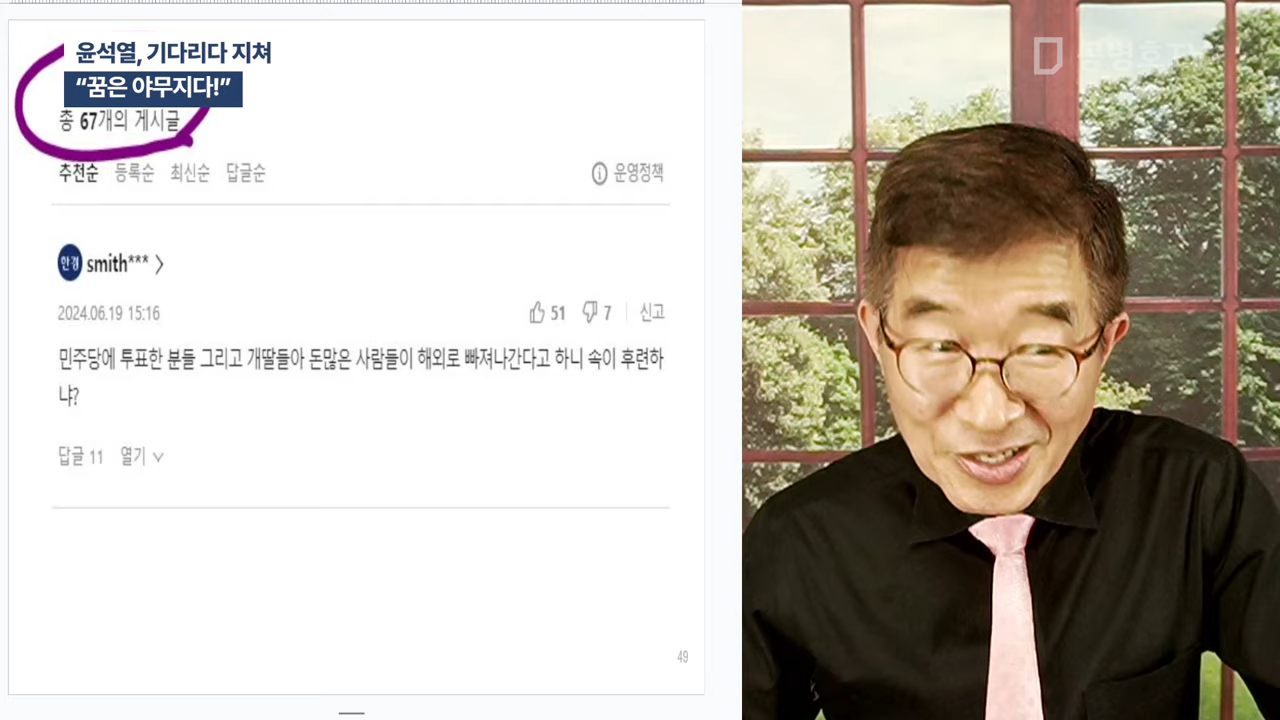 윤석열, 기다리다 지쳐
“꿈은 야무지다!”
총 67개의 게시글
추천순 등록순 최신순 답글순 운영정책
한경 smith***
2024.06.19 15:16 51 7 신고
민주당에 투표한 분들 그리고 개딸들아 돈많은 사람들이 해외로 빠져나간다고 하니 속이 후련하
냐?
답글 11 열기
49